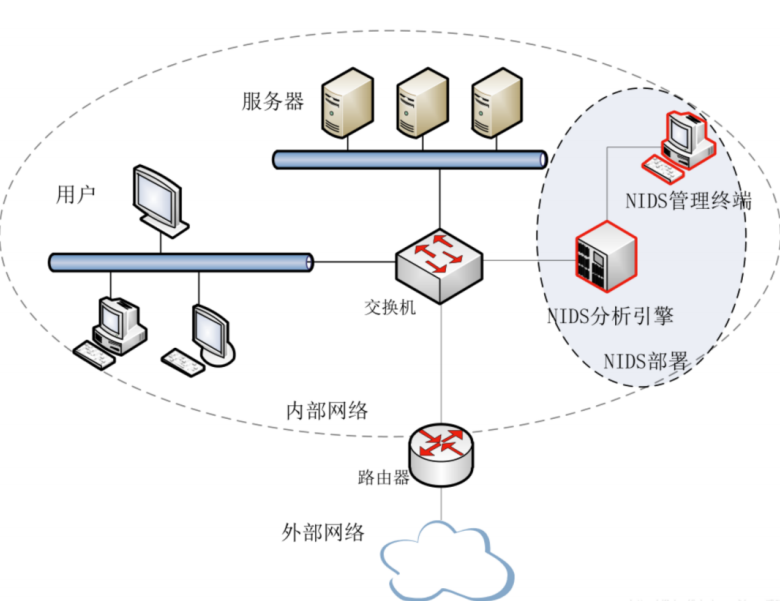 服务器
用户
NIDS管理终端
交换机
NIDS分析引擎
NIDS部署
内部网络
路由器
外部网络